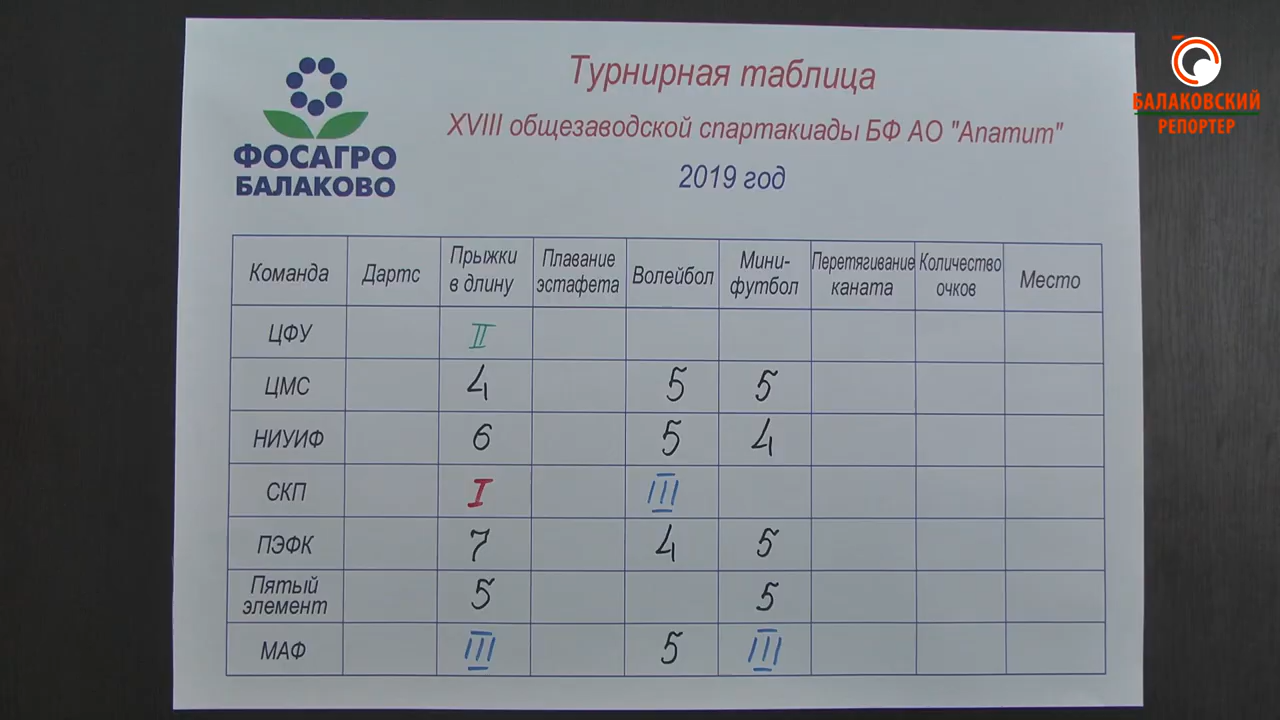 Турнирная таблица
XVIII общезаводской спартакиады БФ АО "Апатит"
2019 год
ФОСАГРО
БАЛАКОВО
БАЛАКОВСКИЙ
РЕПОРТЕР
Команда Дартс Прыжки в длину Плавание эстафета Волейбол Мини-футбол Перетягивание каната Количество очков Место
ЦФУ II
ЦМС 4 5 5
НИУИФ 6 5 4
СКП I III
ПЭФК 7 4 5
Пятый элемент 5 5
МАФ III 5 III